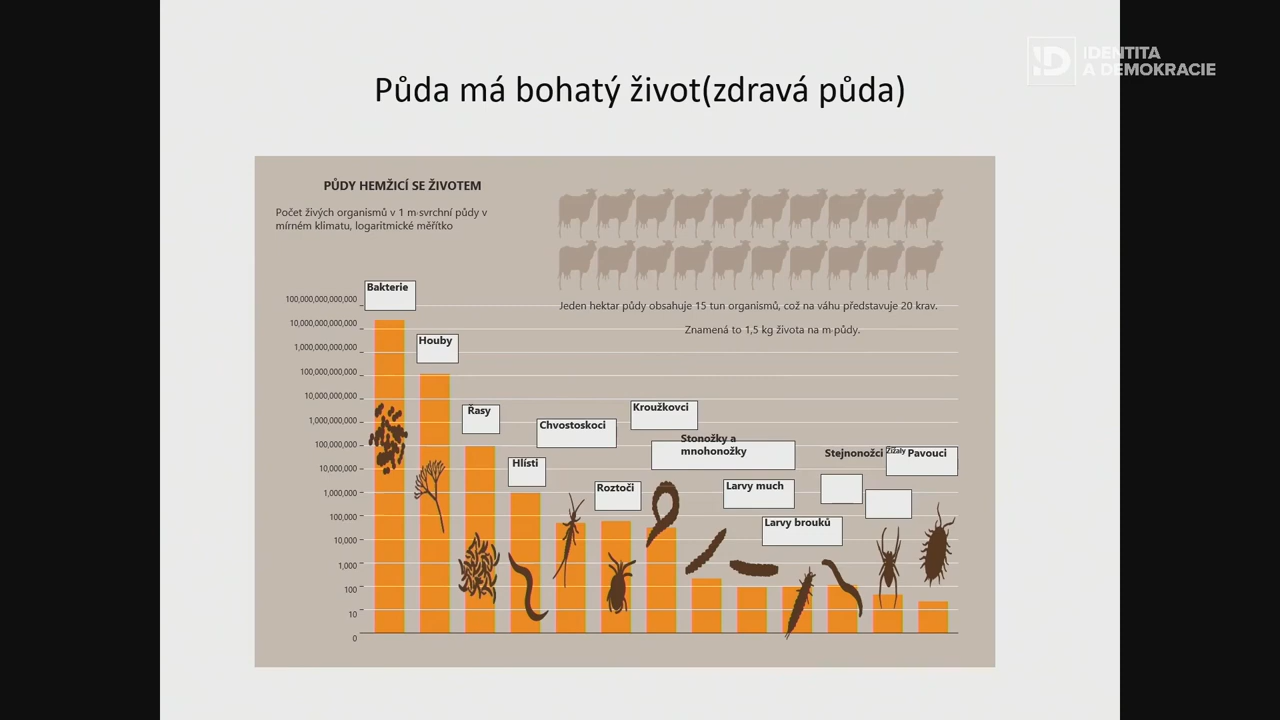 IDENTITA
A DEMOKRACIE
Půda má bohatý život(zdravá půda)
PŮDY HEMŽICÍ SE ŽIVOTEM
Počet živých organismů v 1 m svrchní půdy v
mírném klimatu, logaritmické měřítko
Jeden hektar půdy obsahuje 15 tun organismů, což na váhu představuje 20 krav.
Znamená to 1,5 kg života na m půdy.
100,000,000,000,000
10,000,000,000,000
1,000,000,000,000
100,000,000,000
10,000,000,000
1,000,000,000
100,000,000
10,000,000
1,000,000
100,000
10,000
1,000
100
10
0
Bakterie
Houby
Řasy
Hlísti
Chvostoskoci
Roztoči
Kroužkovci
Stonožky a
mnohonožky
Larvy much
Larvy brouků
Stejnonožci
Žížaly
Pavouci